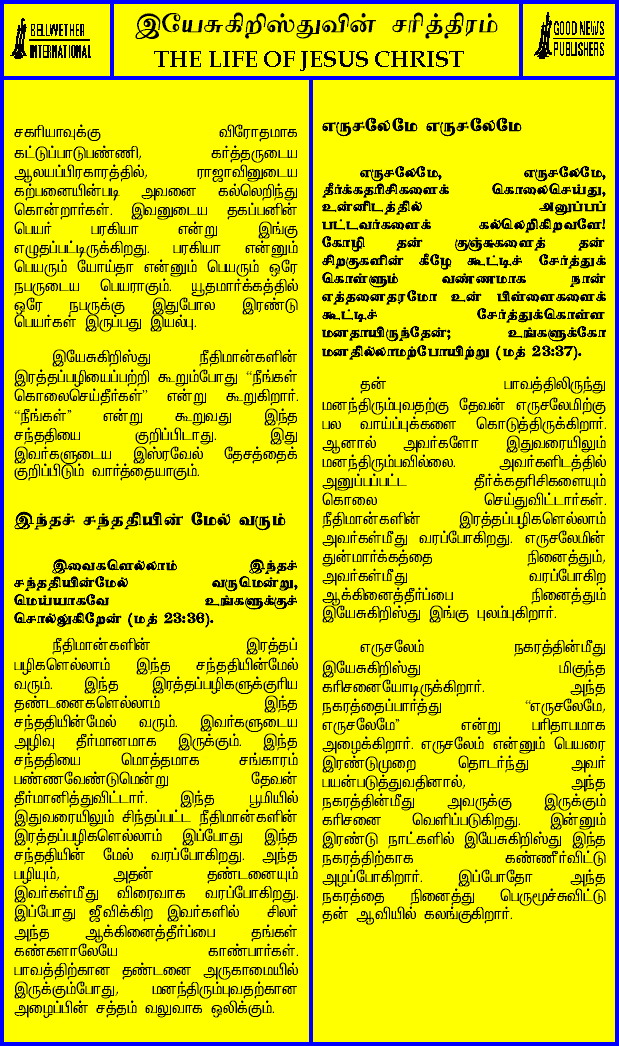 BELLWETHER
INTERNATIONAL
இயேசுகிறிஸ்துவின் சரித்திரம்
THE LIFE OF JESUS CHRIST
GOOD NEWS
PUBLISHERS
சகரியாவுக்கு விரோதமாக
கட்டுப்பாடுபண்ணி, கர்த்தருடைய
ஆலயப்பிரகாரத்தில், ராஜாவினுடைய
கற்பனையின்படி அவனை கல்லெறிந்து
கொன்றார்கள். இவனுடைய தகப்பனின்
பெயர் பரகியா என்று இங்கு
எழுதப்பட்டிருக்கிறது. பரகியா என்னும்
பெயரும் யோய்தா என்னும் பெயரும் ஒரே
நபருடைய பெயராகும். யூதமார்க்கத்தில்
ஒரே நபருக்கு இதுபோல இரண்டு
பெயர்கள் இருப்பது இயல்பு.
இயேசுகிறிஸ்து நீதிமான்களின்
இரத்தப்பழியைப்பற்றி கூறும்போது “நீங்கள்
கொலைசெய்தீர்கள்” என்று கூறுகிறார்.
“நீங்கள்” என்று கூறுவது இந்த
சந்ததியை குறிப்பிடாது. இது
இவர்களுடைய இஸ்ரவேல் தேசத்தைக்
குறிப்பிடும் வார்த்தையாகும்.
இந்தச் சந்ததியின் மேல் வரும்
இவைகளெல்லாம் இந்தச்
சந்ததியின்மேல் வருமென்று,
மெய்யாகவே உங்களுக்குச்
சொல்லுகிறேன் (மத் 23:36).
நீதிமான்களின் இரத்தப்
பழிகளெல்லாம் இந்த சந்ததியின்மேல்
வரும். இந்த இரத்தப்பழிகளுக்குரிய
தண்டனைகளெல்லாம் இந்த
சந்ததியின்மேல் வரும். இவர்களுடைய
அழிவு தீர்மானமாக இருக்கும். இந்த
சந்ததியை மொத்தமாக சங்காரம்
பண்ணவேண்டுமென்று தேவன்
தீர்மானித்துவிட்டார். இந்த பூமியில்
இதுவரையிலும் சிந்தப்பட்ட நீதிமான்களின்
இரத்தப்பழிகளெல்லாம் இப்போது இந்த
சந்ததியின் மேல் வரப்போகிறது. அந்த
பழியும், அதன் தண்டனையும்
இவர்கள்மீது விரைவாக வரப்போகிறது.
இப்போது ஜீவிக்கிற இவர்களில் சிலர்
அந்த ஆக்கினைத்தீர்ப்பை தங்கள்
கண்களாலேயே காண்பார்கள்.
பாவத்திற்கான தண்டனை அருகாமையில்
இருக்கும்போது, மனந்திரும்புவதற்கான
அழைப்பின் சத்தம் வலுவாக ஒலிக்கும்.
எருசலேமே எருசலேமே
எருசலேமே, எருசலேமே,
தீர்க்கதரிசிகளைக் கொலைசெய்து,
உன்னிடத்தில் அனுப்பப்
பட்டவர்களைக் கல்லெறிகிறவளே!
கோழி தன் குஞ்சுகளைத் தன்
சிறகுகளின் கீழே கூட்டிச் சேர்த்துக்
கொள்ளும் வண்ணமாக நான்
எத்தனைதரமோ உன் பிள்ளைகளைக்
கூட்டிச் சேர்த்துக்கொள்ள
மனதாயிருந்தேன்; உங்களுக்கோ
மனதில்லாமற்போயிற்று (மத் 23:37).
தன் பாவத்திலிருந்து
மனந்திரும்புவதற்கு தேவன் எருசலேமிற்கு
பல வாய்ப்புக்களை கொடுத்திருக்கிறார்.
ஆனால் அவர்களோ இதுவரையிலும்
மனந்திரும்பவில்லை. அவர்களிடத்தில்
அனுப்பப்பட்ட தீர்க்கதரிசிகளையும்
கொலை செய்துவிட்டார்கள்.
நீதிமான்களின் இரத்தப்பழிகளெல்லாம்
அவர்கள்மீது வரப்போகிறது. எருசலேமின்
துன்மார்க்கத்தை நினைத்தும்,
அவர்கள்மீது வரப்போகிற
ஆக்கினைத்தீர்ப்பை நினைத்தும்
இயேசுகிறிஸ்து இங்கு புலம்புகிறார்.
எருசலேம் நகரத்தின்மீது
இயேசுகிறிஸ்து மிகுந்த
கரிசனையோடிருக்கிறார். அந்த
நகரத்தைப்பார்த்து “எருசலேமே,
எருசலேமே” என்று பரிதாபமாக
அழைக்கிறார். எருசலேம் என்னும் பெயரை
இரண்டுமுறை தொடர்ந்து அவர்
பயன்படுத்துவதினால், அந்த
நகரத்தின்மீது அவருக்கு இருக்கும்
கரிசனை வெளிப்படுகிறது. இன்னும்
இரண்டு நாட்களில் இயேசுகிறிஸ்து இந்த
நகரத்திற்காக கண்ணீர்விட்டு
அழப்போகிறார். இப்போதோ அந்த
நகரத்தை நினைத்து பெருமூச்சுவிட்டு
தன் ஆவியில் கலங்குகிறார்.